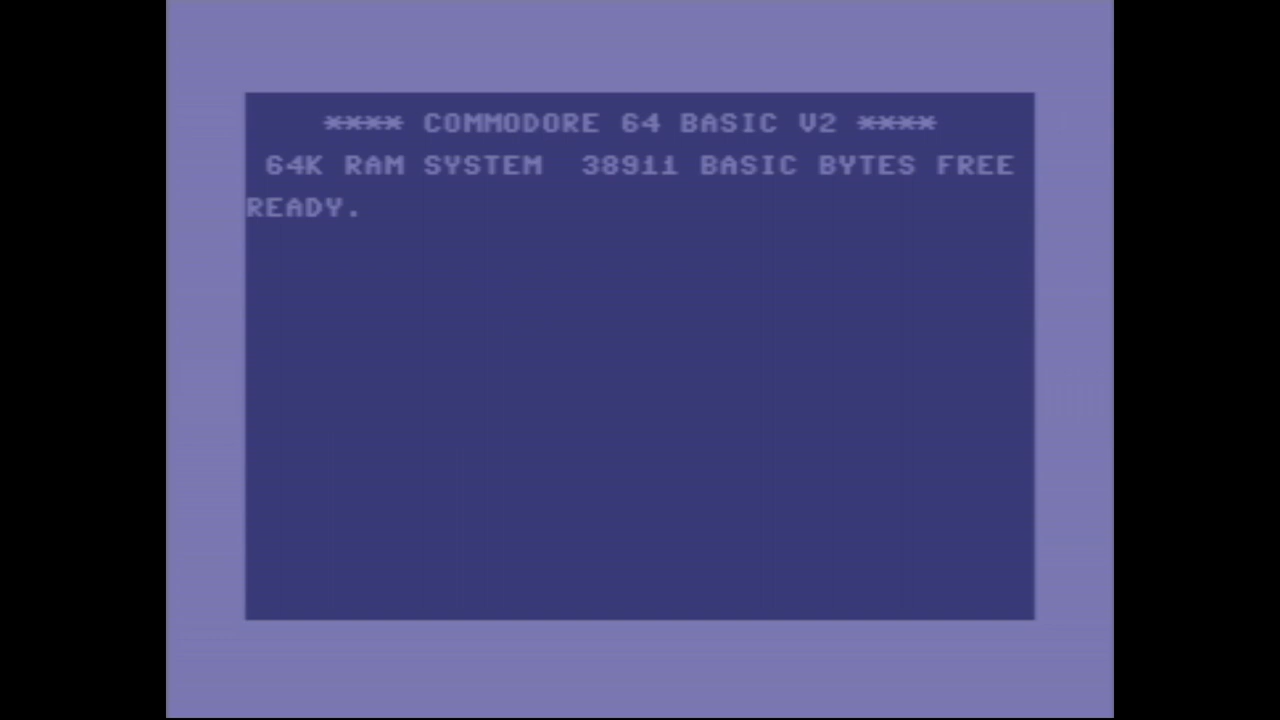 **** COMMODORE 64 BASIC V2 ****
64K RAM SYSTEM  38911 BASIC BYTES FREE
READY.